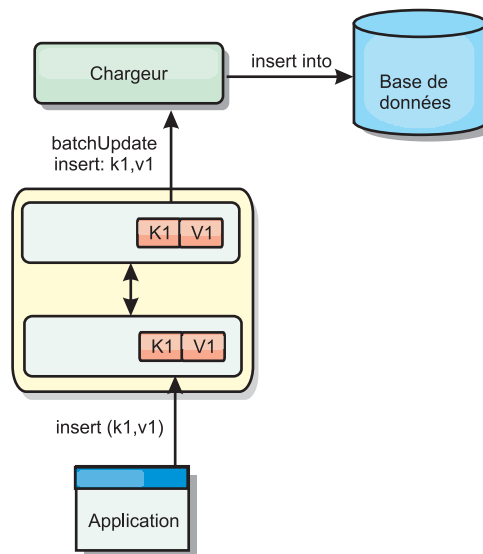 Chargeur
insert into
Base de
données
batchUpdate
insert: k1,v1
K1 V1
K1 V1
insert (k1,v1)
Application